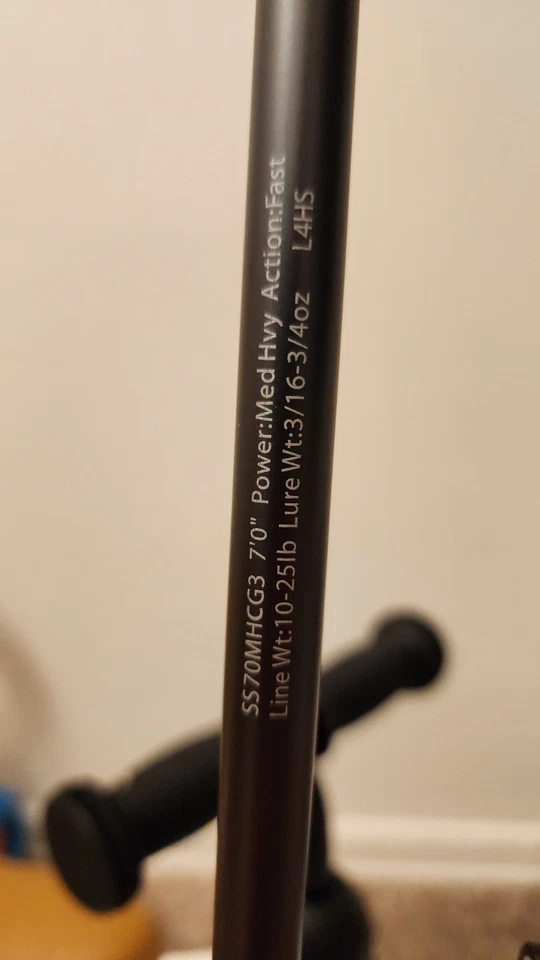 SS70MHCG3 7'0" Power:Med Hvy Action:Fast
Line Wt:10-25lb Lure Wt:3/16-3/4oz L4HS